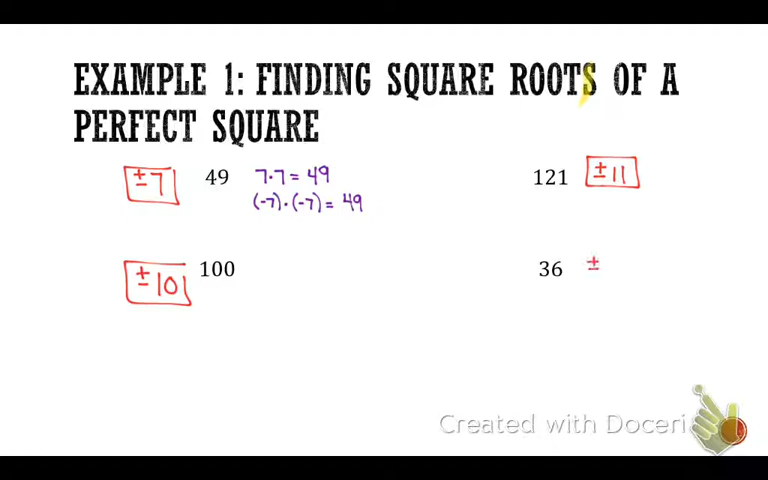 EXAMPLE 1: FINDING SQUARE ROOTS OF A
PERFECT SQUARE
±7 49 7·7=49 121 ±11
(-7)·(-7)=49
±10 100 36 ±
Created with Doceri